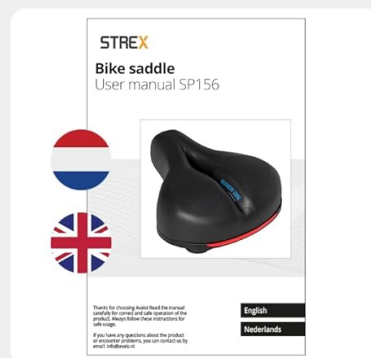 STREX
Bike saddle
User manual SP156
Thanks for choosing Avalo! Read the manual
carefully for correct and safe operation of the
product. Always follow these instructions for
safe usage.
If you have any questions about the product
or encounter problems, you can contact us by
email: info@avalo.nl
English
Nederlands